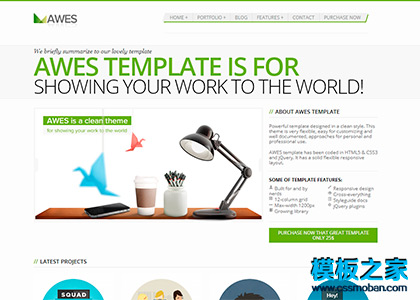 AWES
HOME PORTFOLIO BLOG FEATURES CONTACT PURCHASE NOW
We briefly summarize to our lovely template
AWES TEMPLATE IS FOR
SHOWING YOUR WORK TO THE WORLD!
AWES is a clean theme
for showing your work to the world
// ABOUT AWES TEMPLATE
Powerful template designed in a clean style. This
theme is very flexible, easy for customizing and
well documented, approaches for personal and
professional use.
AWES template has been coded in HTML5 & CSS3
and jQuery. It has a solid flexible responsive
layout.
SOME OF TEMPLATE FEATURES:
Built for and by
nerds
12-column grid
Max-width 1200px
Growing library
Responsive design
Cross-everything
Styleguide docs
jQuery plugins
PURCHASE NOW THAT GREAT TEMPLATE
ONLY 25$
// LATEST PROJECTS
SQUAD
Hey!
模板之家
www.cssmoban.com